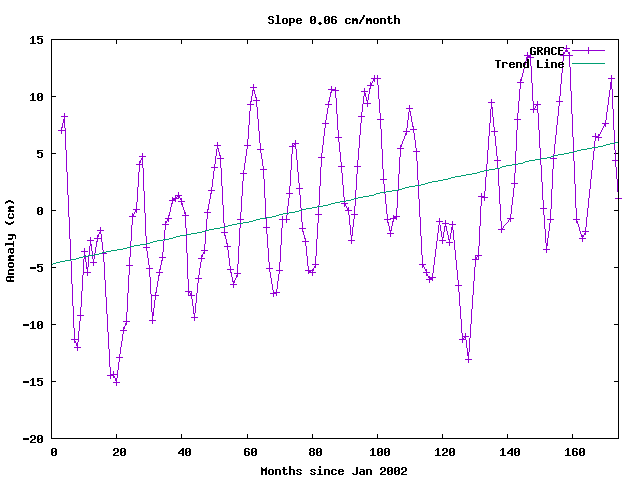 Slope 0.06 cm/month
GRACE
Trend Line
15
10
5
0
-5
-10
-15
-20
Anomaly (cm)
0 20 40 60 80 100 120 140 160
Months since Jan 2002